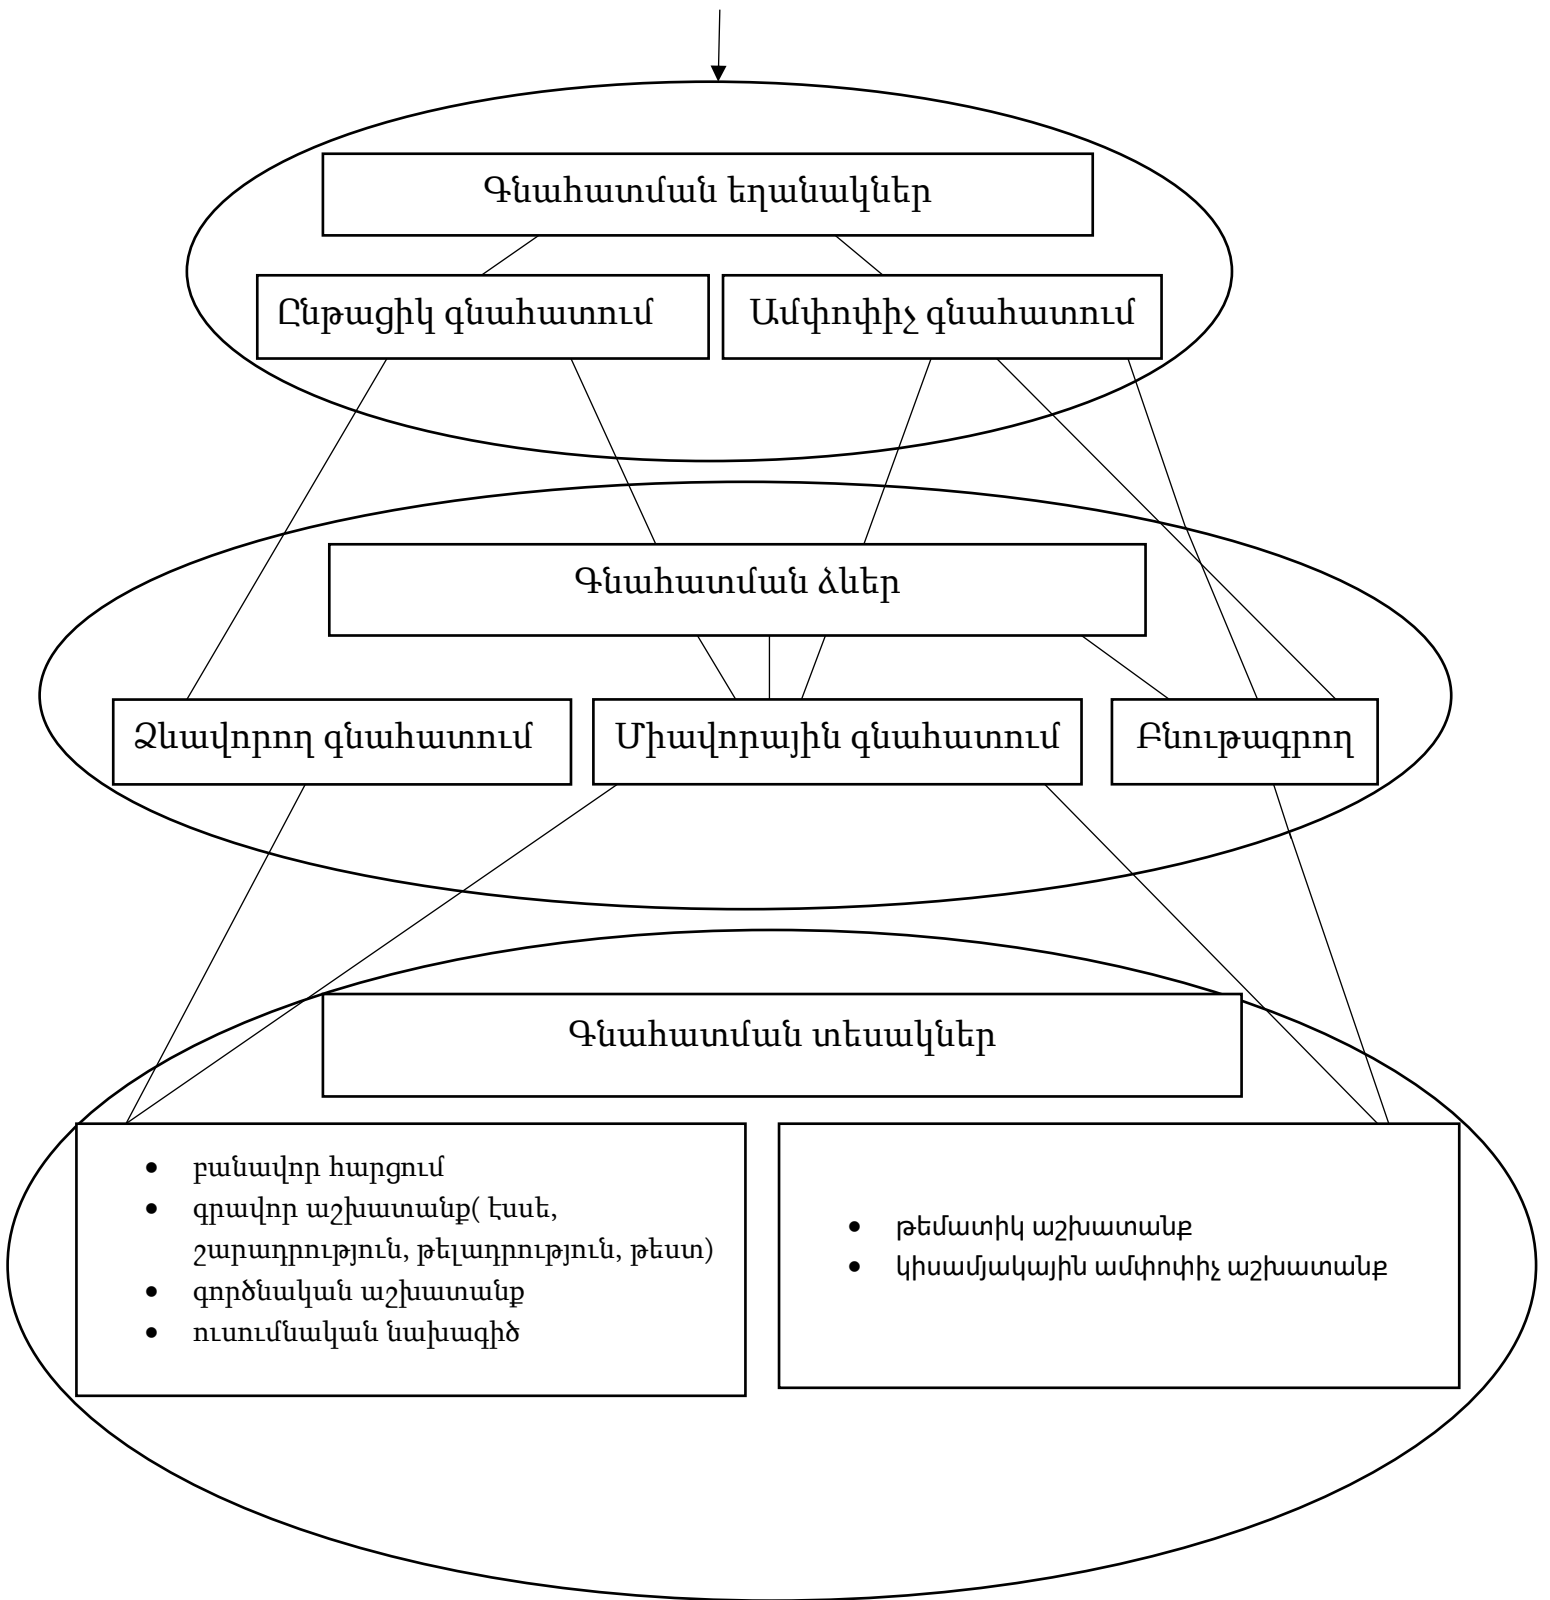 Գնահատման եղանակներ
Ընթացիկ գնահատում
Ամփոփիչ գնահատում
Գնահատման ձևեր
Ձևավորող գնահատում
Միավորային գնահատում
Բնութագրող
Գնահատման տեսակներ
• բանավոր հարցում
• գրավոր աշխատանք( էսսե,
շարադրություն, թելադրություն, թեստ)
• գործնական աշխատանք
• ուսումնական նախագիծ
• թեմատիկ աշխատանք
• կիսամյակային ամփոփիչ աշխատանք